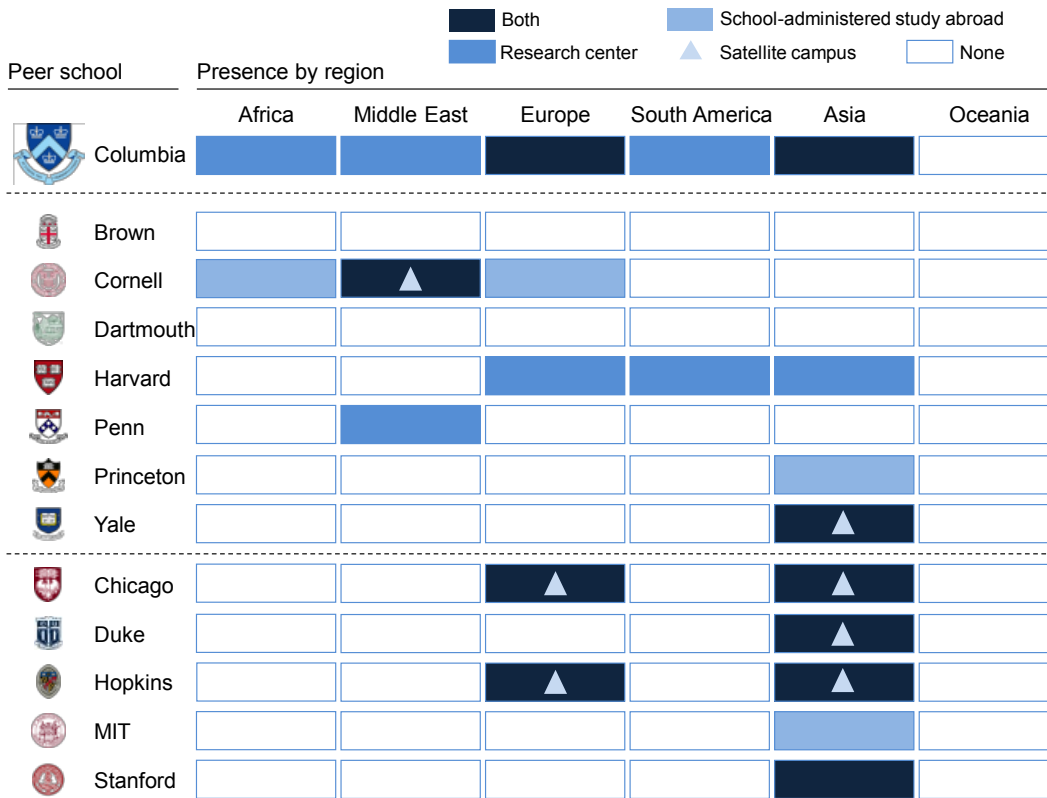 Both
School-administered study abroad
Research center
Satellite campus
None
Peer school
Presence by region
Africa
Middle East
Europe
South America
Asia
Oceania
Columbia
Brown
Cornell
Dartmouth
Harvard
Penn
Princeton
Yale
Chicago
Duke
Hopkins
MIT
Stanford